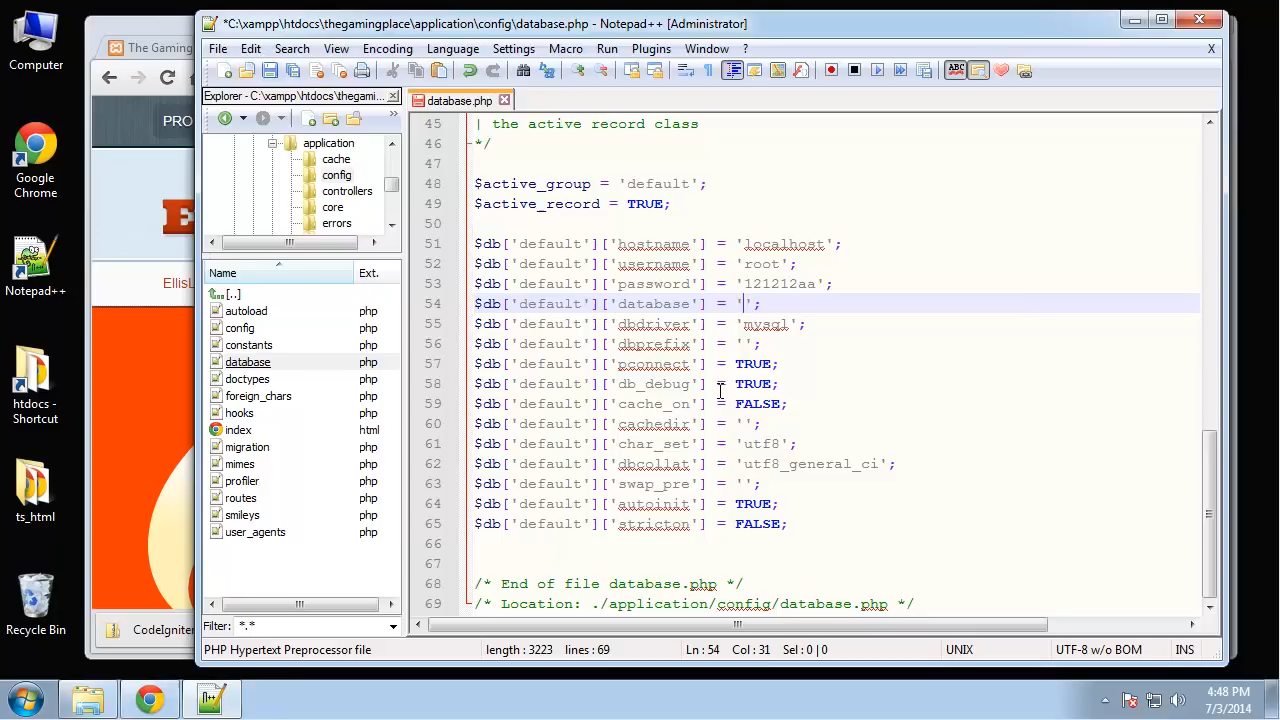 Computer
Google
Chrome
Notepad++
htdocs -
Shortcut
ts_html
Recycle Bin
The Gaming
PRO
E
EllisL
CodeIgniter
*C:\xampp\htdocs\thegamingplace\application\config\database.php - Notepad++ [Administrator]
File Edit Search View Encoding Language Settings Macro Run Plugins Window ? X
ABC
Explorer - C:\xampp\htdocs\thegami...
database.php
application
cache
config
controllers
core
errors
Name Ext.
[..]
autoload php
config php
constants php
database php
doctypes php
foreign_chars php
hooks php
index html
migration php
mimes php
profiler php
routes php
smileys php
user_agents php
Filter: *.*
45 | the active record class
46 */
47
48 $active_group = 'default';
49 $active_record = TRUE;
50
51 $db['default']['hostname'] = 'localhost';
52 $db['default']['username'] = 'root';
53 $db['default']['password'] = '121212aa';
54 $db['default']['database'] = '';
55 $db['default']['dbdriver'] = 'mysql';
56 $db['default']['dbprefix'] = '';
57 $db['default']['pconnect'] = TRUE;
58 $db['default']['db_debug'] = TRUE;
59 $db['default']['cache_on'] = FALSE;
60 $db['default']['cachedir'] = '';
61 $db['default']['char_set'] = 'utf8';
62 $db['default']['dbcollat'] = 'utf8_general_ci';
63 $db['default']['swap_pre'] = '';
64 $db['default']['autoinit'] = TRUE;
65 $db['default']['stricton'] = FALSE;
66
67
68 /* End of file database.php */
69 /* Location: ./application/config/database.php */
PHP Hypertext Preprocessor file length : 3223 lines : 69 Ln : 54 Col : 31 Sel : 0 | 0 UNIX UTF-8 w/o BOM INS
4:48 PM
7/3/2014